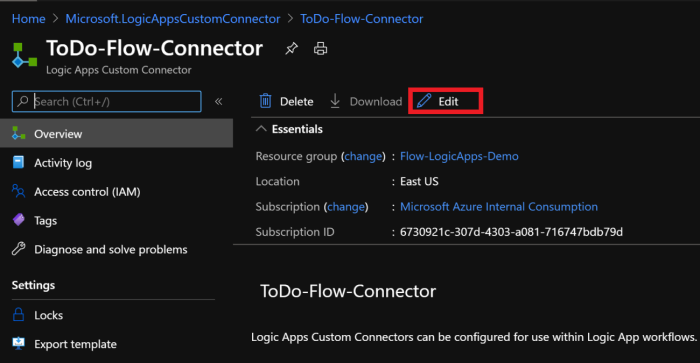 Home > Microsoft.LogicAppsCustomConnector > ToDo-Flow-Connector
ToDo-Flow-Connector
Logic Apps Custom Connector
Search (Ctrl+/)
«
Overview
Activity log
Access control (IAM)
Tags
Diagnose and solve problems
Settings
Locks
Export template
Delete Download Edit
Essentials
Resource group (change) : Flow-LogicApps-Demo
Location : East US
Subscription (change) : Microsoft Azure Internal Consumption
Subscription ID : 6730921c-307d-4303-a081-716747bdb79d
ToDo-Flow-Connector
Logic Apps Custom Connectors can be configured for use within Logic App workflows.